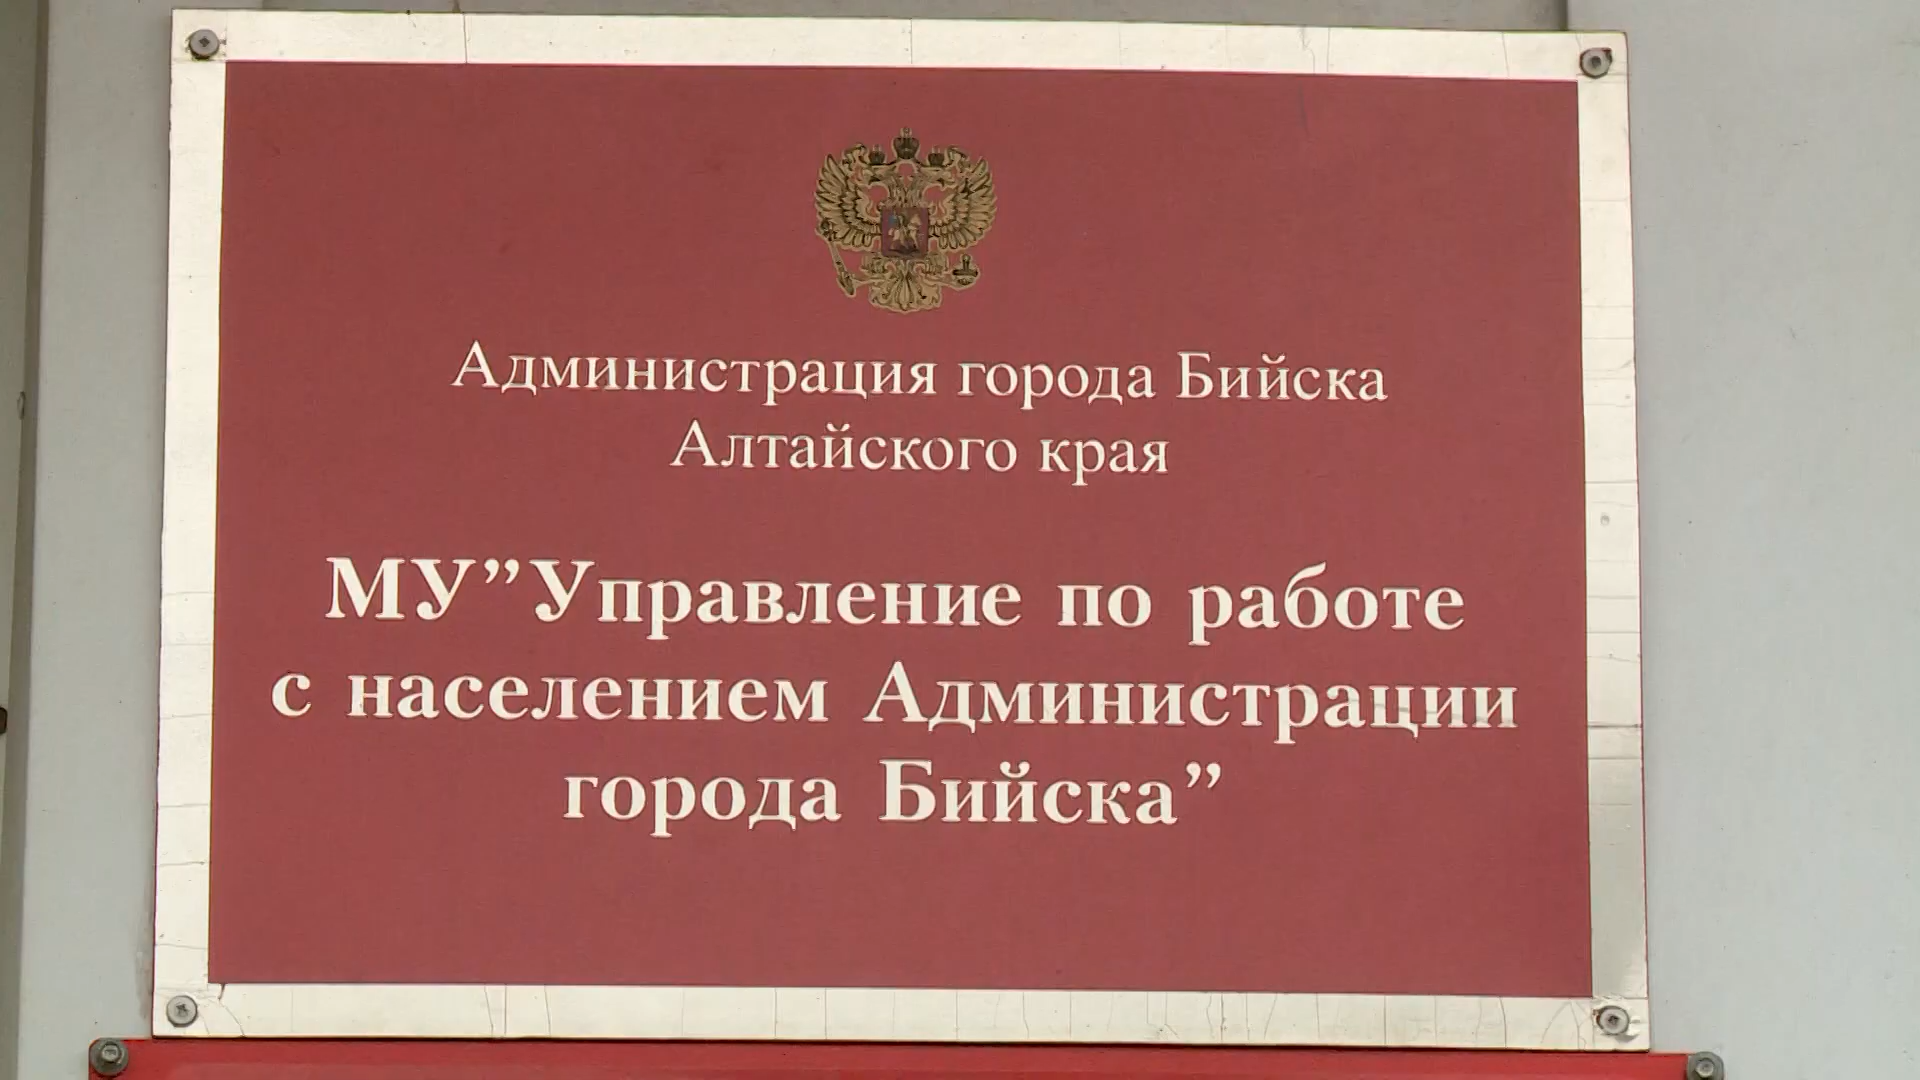 Администрация города Бийска
Алтайского края
МУ”Управление по работе
с населением Администрации
города Бийска”